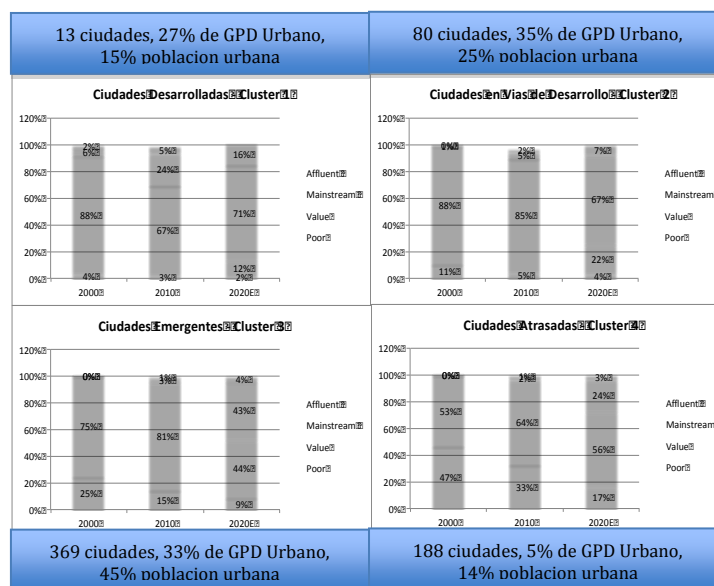 13 ciudades, 27% de GPD Urbano,
15% poblacion urbana
80 ciudades, 35% de GPD Urbano,
25% poblacion urbana
Ciudades Desarrolladas - Cluster 1
120%
100%
80%
60%
40%
20%
0%
2%
6%
88%
4%
5%
24%
67%
3%
16%
71%
12%
2%
2000 2010 2020E
Affluent
Mainstream
Value
Poor
Ciudades en Vias de Desarrollo - Cluster 2
120%
100%
80%
60%
40%
20%
0%
0%
88%
11%
2%
5%
85%
5%
7%
67%
22%
4%
2000 2010 2020E
Affluent
Mainstream
Value
Poor
Ciudades Emergentes - Cluster 3
120%
100%
80%
60%
40%
20%
0%
0%
75%
25%
1%
3%
81%
15%
4%
43%
44%
9%
2000 2010 2020E
Affluent
Mainstream
Value
Poor
Ciudades Atrasadas - Cluster 4
120%
100%
80%
60%
40%
20%
0%
0%
53%
47%
1%
2%
64%
33%
3%
24%
56%
17%
2000 2010 2020E
Affluent
Mainstream
Value
Poor
369 ciudades, 33% de GPD Urbano,
45% poblacion urbana
188 ciudades, 5% de GPD Urbano,
14% poblacion urbana